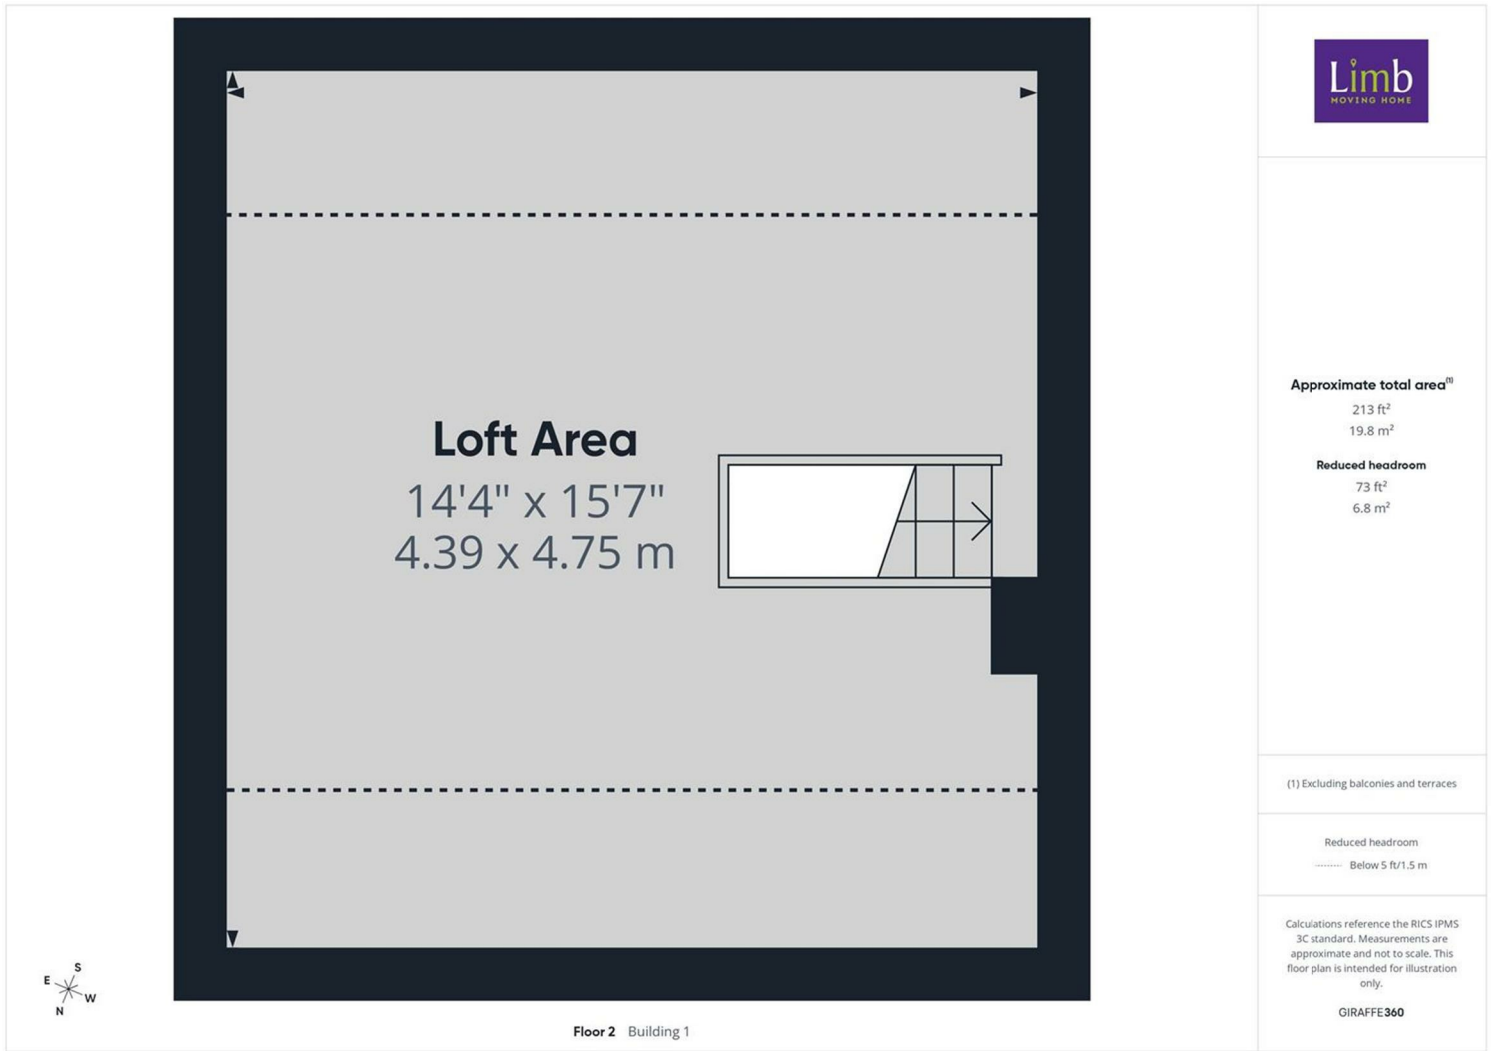 Limb
MOVING HOME
Loft Area
14'4" x 15'7"
4.39 x 4.75 m
Approximate total area(1)
213 ft²
19.8 m²
Reduced headroom
73 ft²
6.8 m²
(1) Excluding balconies and terraces
Reduced headroom
Below 5 ft/1.5 m
Calculations reference the RICS IPMS
3C standard. Measurements are
approximate and not to scale. This
floor plan is intended for illustration
only.
GIRAFFE360
S
E
W
N
Floor 2 Building 1